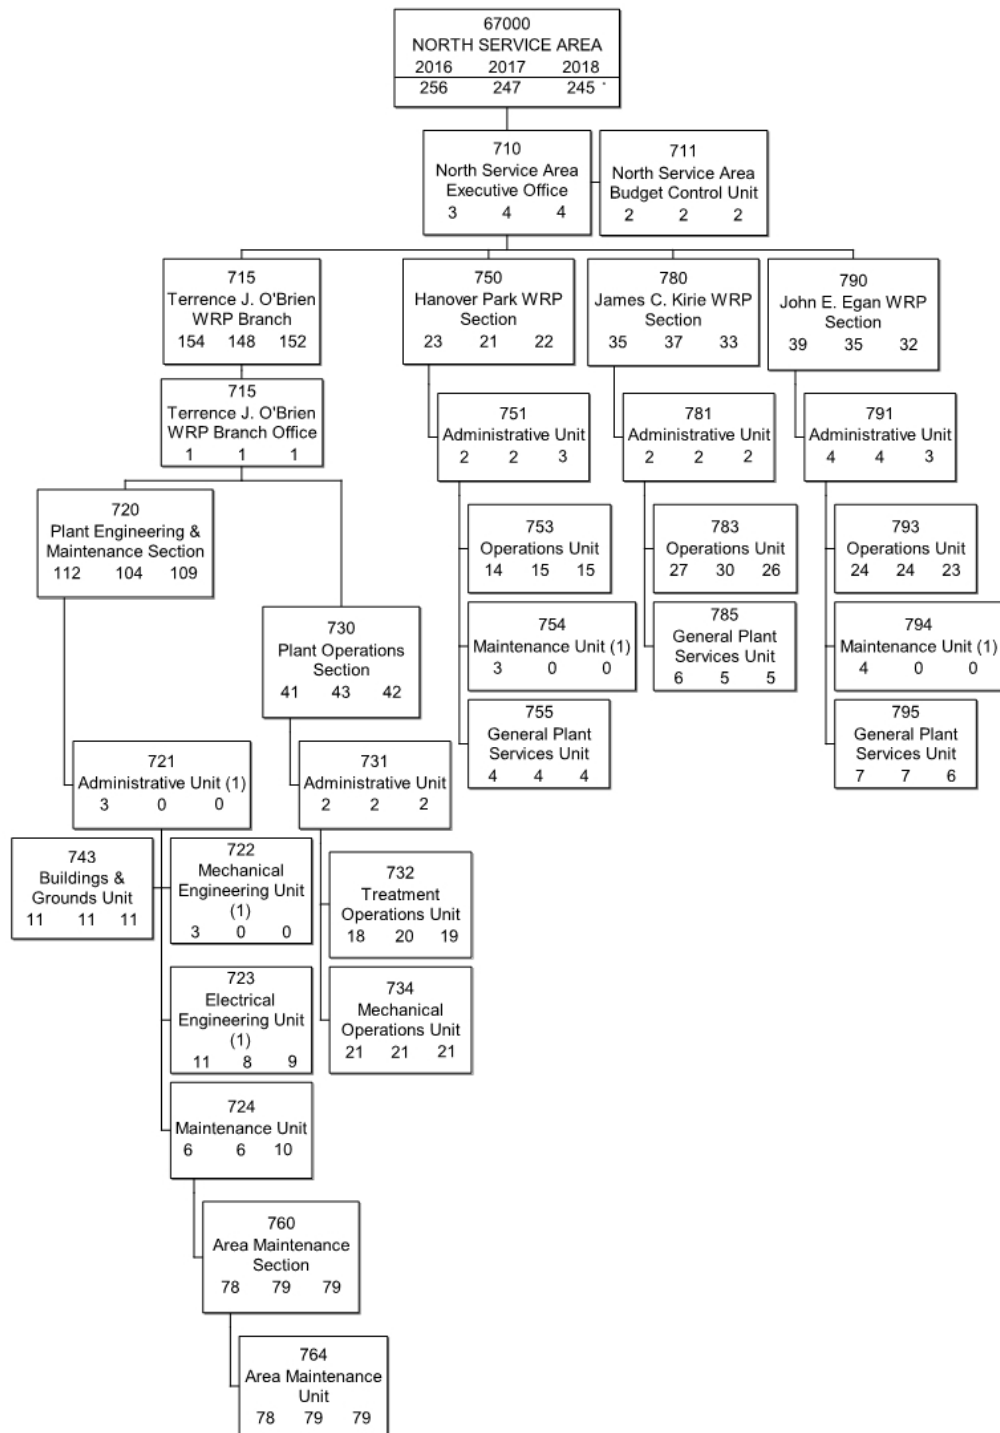 67000
NORTH SERVICE AREA
2016 2017 2018
256 247 245
710
North Service Area
Executive Office
3 4 4
711
North Service Area
Budget Control Unit
2 2 2
715
Terrence J. O'Brien
WRP Branch
154 148 152
750
Hanover Park WRP
Section
23 21 22
780
James C. Kirie WRP
Section
35 37 33
790
John E. Egan WRP
Section
39 35 32
715
Terrence J. O'Brien
WRP Branch Office
1 1 1
751
Administrative Unit
2 2 3
781
Administrative Unit
2 2 2
791
Administrative Unit
4 4 3
720
Plant Engineering &
Maintenance Section
112 104 109
753
Operations Unit
14 15 15
783
Operations Unit
27 30 26
793
Operations Unit
24 24 23
730
Plant Operations
Section
41 43 42
754
Maintenance Unit (1)
3 0 0
785
General Plant
Services Unit
6 5 5
794
Maintenance Unit (1)
4 0 0
755
General Plant
Services Unit
4 4 4
795
General Plant
Services Unit
7 7 6
721
Administrative Unit (1)
3 0 0
731
Administrative Unit
2 2 2
743
Buildings &
Grounds Unit
11 11 11
722
Mechanical
Engineering Unit
(1)
3 0 0
732
Treatment
Operations Unit
18 20 19
723
Electrical
Engineering Unit
(1)
11 8 9
734
Mechanical
Operations Unit
21 21 21
724
Maintenance Unit
6 6 10
760
Area Maintenance
Section
78 79 79
764
Area Maintenance
Unit
78 79 79